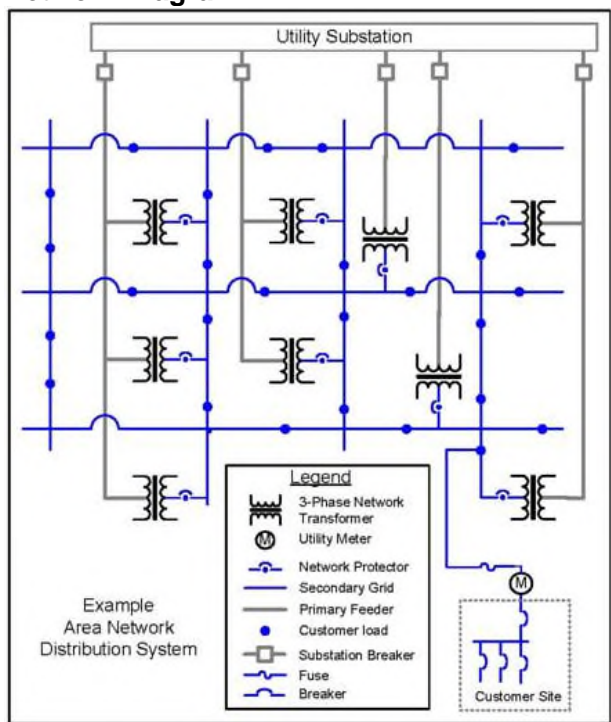 Utility Substation
Legend
3-Phase Network
Transformer
M
Utility Meter
Network Protector
Secondary Grid
Primary Feeder
Customer load
Substation Breaker
Fuse
Breaker
Example
Area Network
Distribution System
M
Customer Site